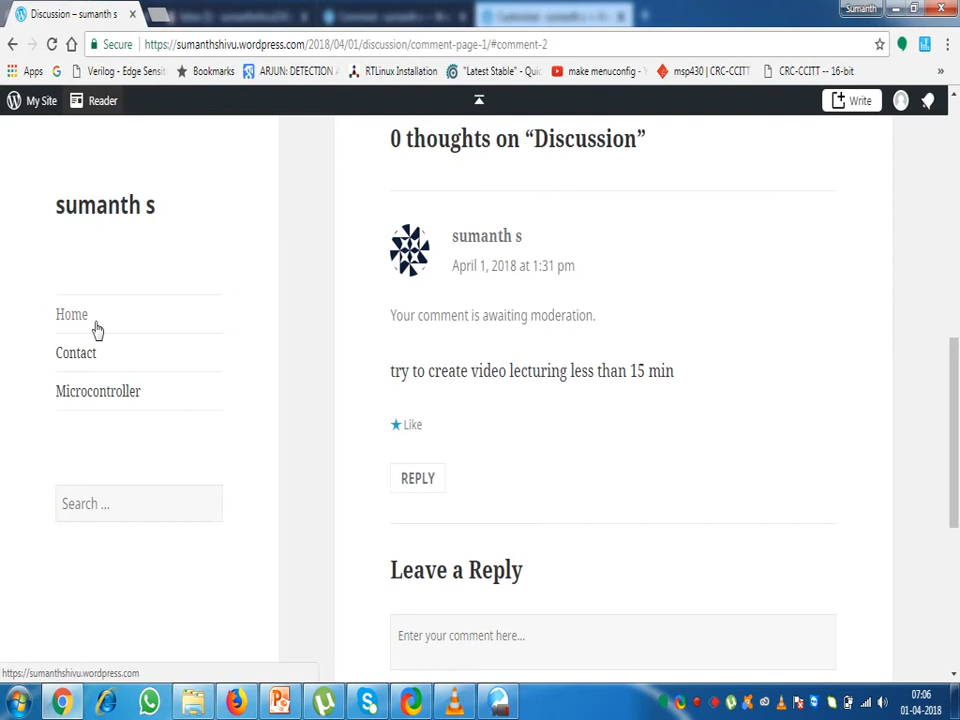 Discussion – sumanth s
Sumanth
Secure
https://sumanthshivu.wordpress.com/2018/04/01/discussion/comment-page-1/#comment-2
Apps
Verilog - Edge Sensit
Bookmarks
ARJUN: DETECTION
RTLinux Installation
"Latest Stable" - Quic
make menuconfig -
msp430 | CRC-CCITT
CRC-CCITT -- 16-bit
»
My Site
Reader
Write
0 thoughts on “Discussion”
sumanth s
sumanth s
April 1, 2018 at 1:31 pm
Home
Your comment is awaiting moderation.
Contact
try to create video lecturing less than 15 min
Microcontroller
Like
REPLY
Search ...
Leave a Reply
Enter your comment here...
https://sumanthshivu.wordpress.com
07:06
01-04-2018